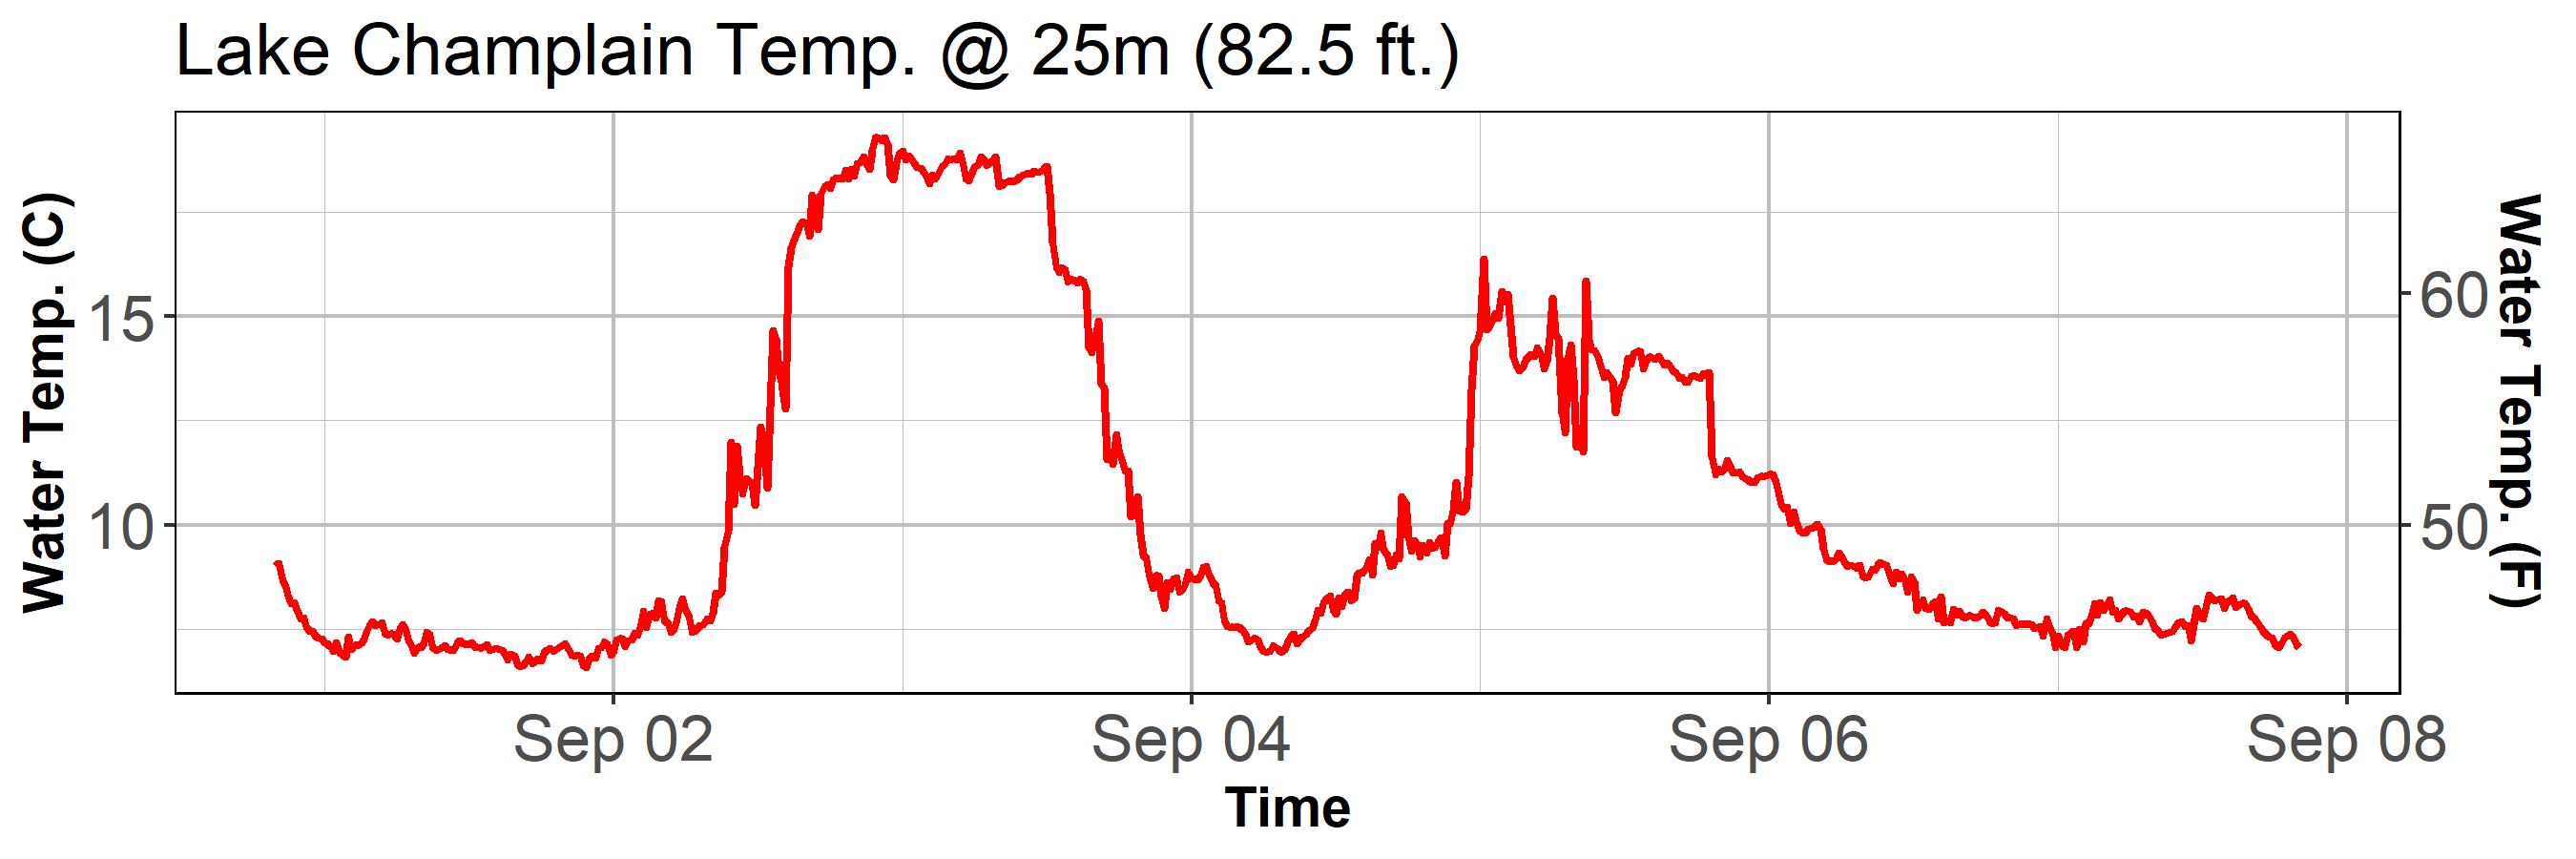 Lake Champlain Temp. @ 25m (82.5 ft.)
Water Temp. (C)
15
10
60
50
Water Temp. (F)
Sep 02 Sep 04 Sep 06 Sep 08
Time